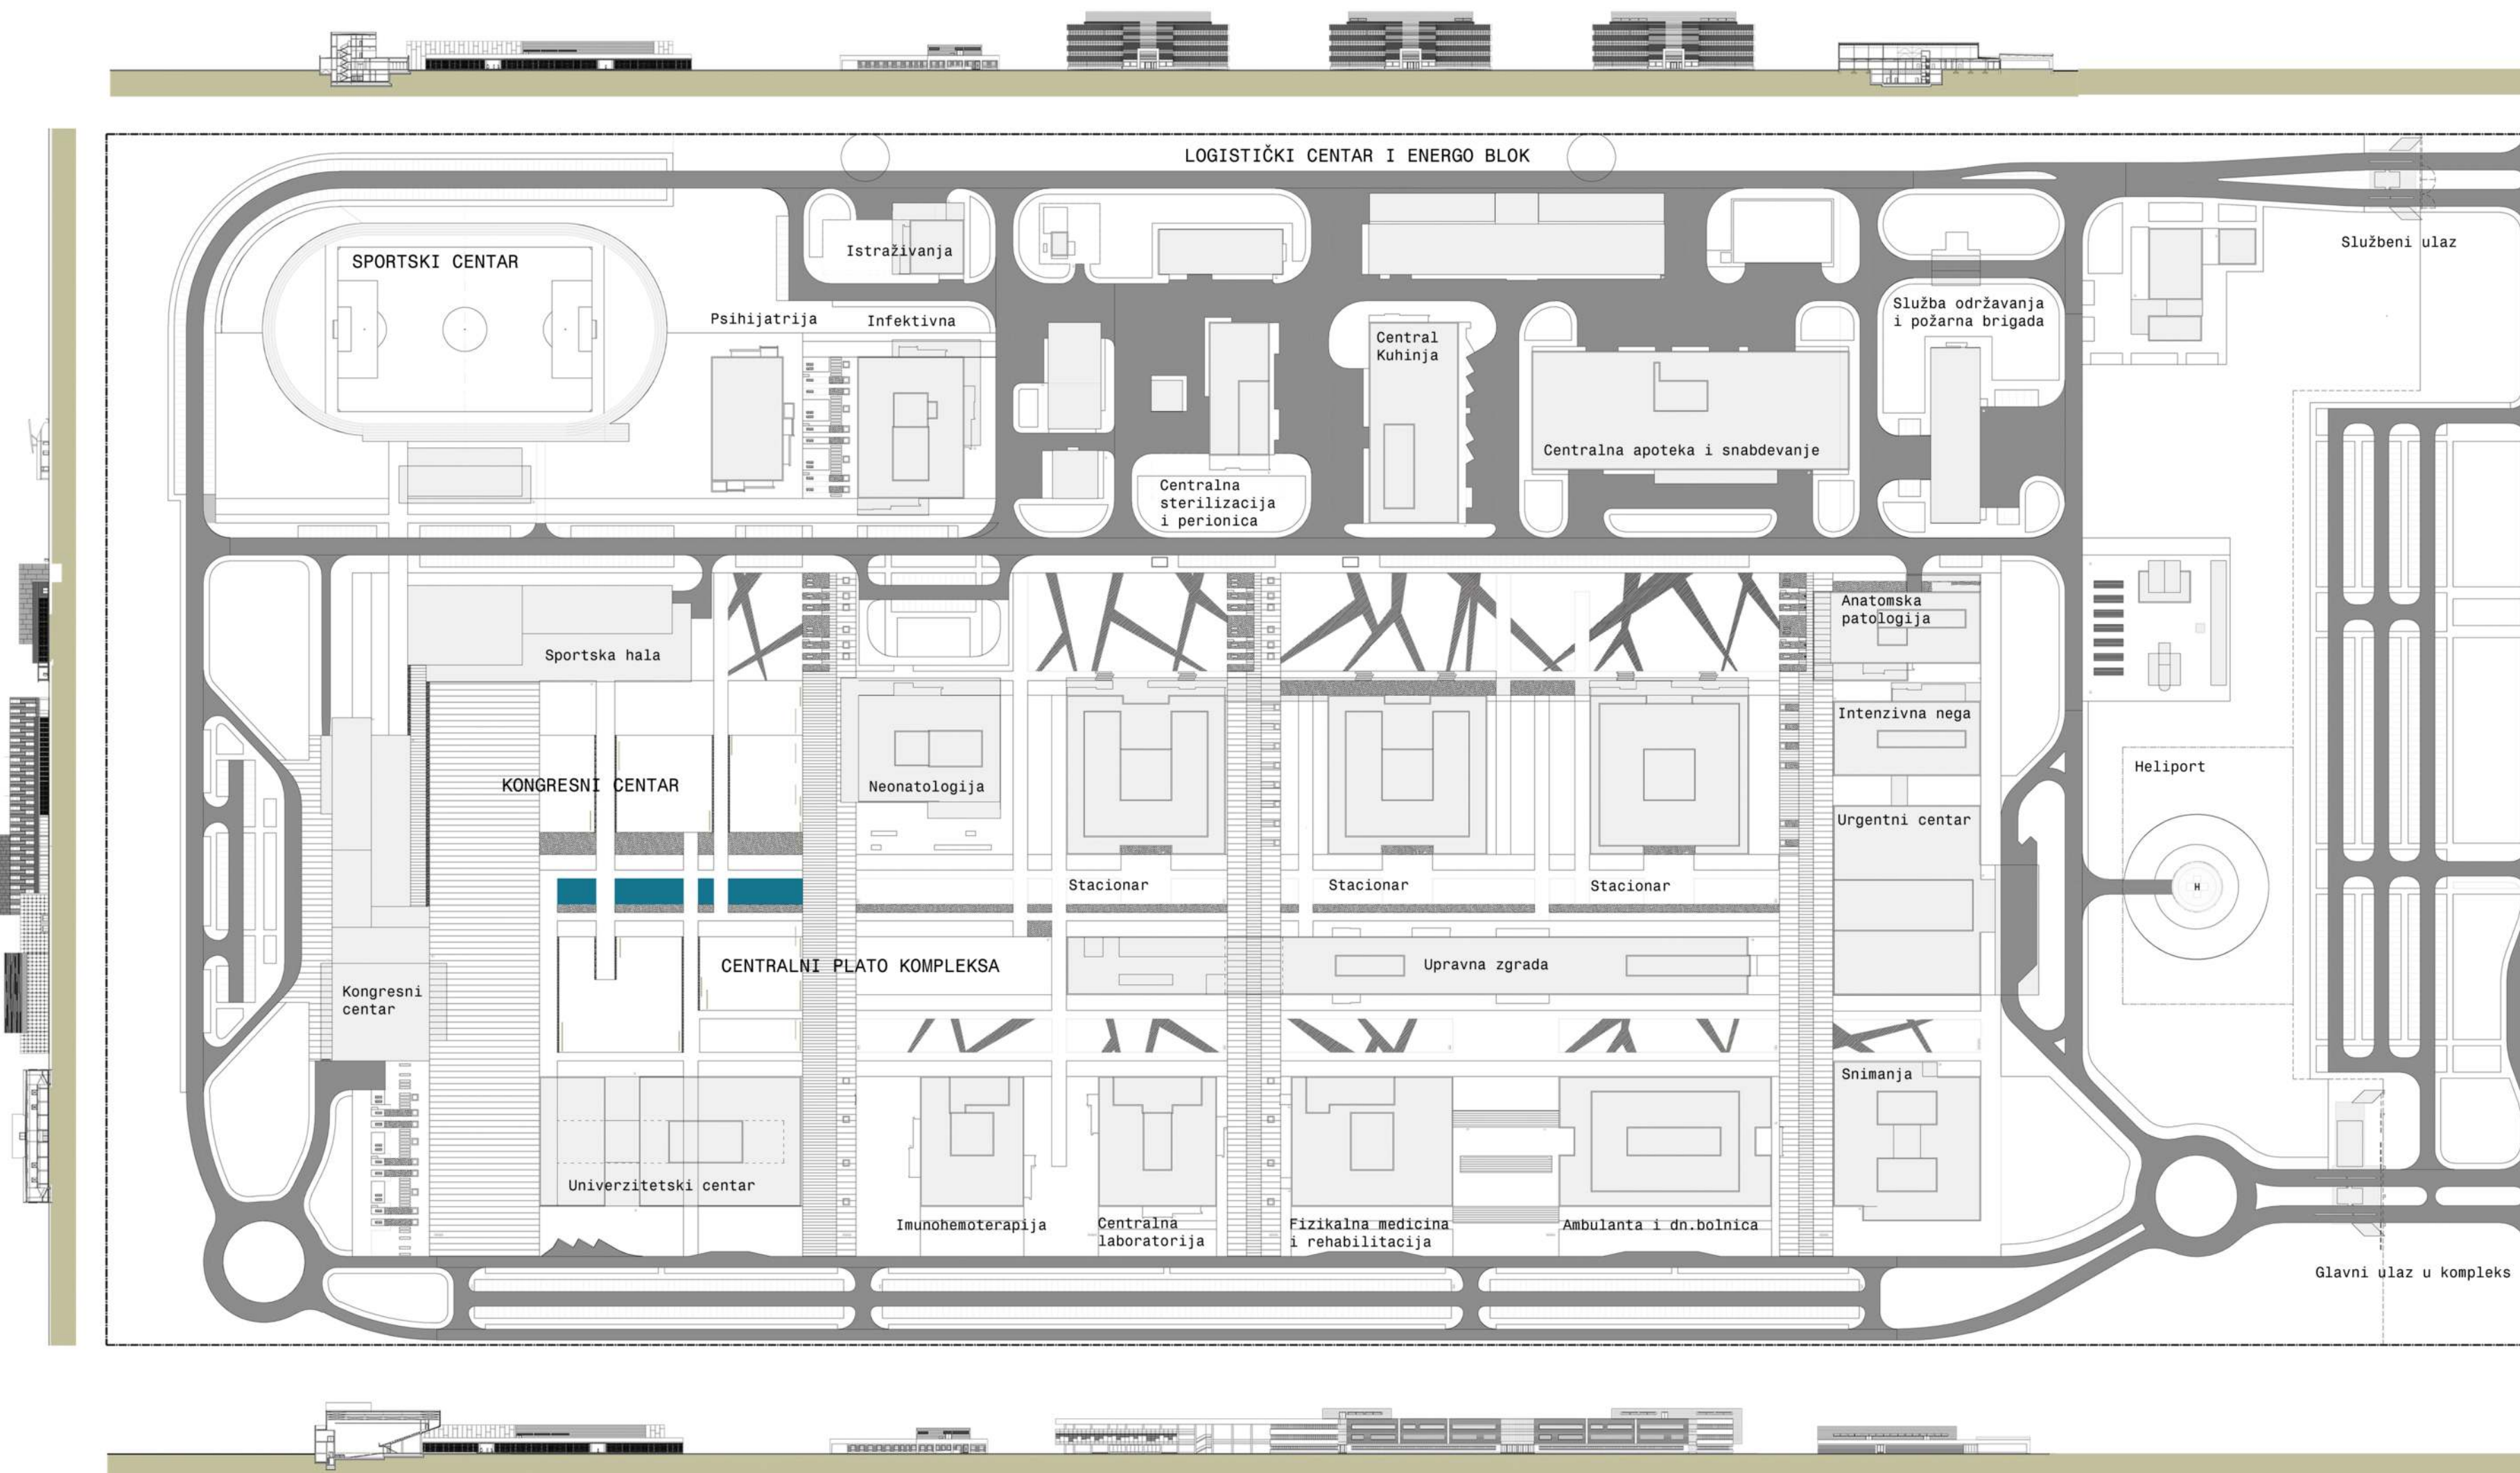 LOGISTIČKI CENTAR I ENERGO BLOK
Službeni ulaz
Istraživanja
SPORTSKI CENTAR
Služba održavanja
i požarna brigada
Psihijatrija
Infektivna
Central
Kuhinja
Centralna apoteka i snabdevanje
Centralna
sterilizacija
i perionica
Anatomska
patologija
Sportska hala
Intenzivna nega
Heliport
KONGRESNI CENTAR
Neonatologija
Urgentni centar
Stacionar
Stacionar
Stacionar
H
CENTRALNI PLATO KOMPLEKSA
Upravna zgrada
Kongresni
centar
Snimanja
Univerzitetski centar
Imunohemoterapija
Centralna
laboratorija
Fizikalna medicina
i rehabilitacija
Ambulanta i dn.bolnica
Glavni ulaz u kompleks